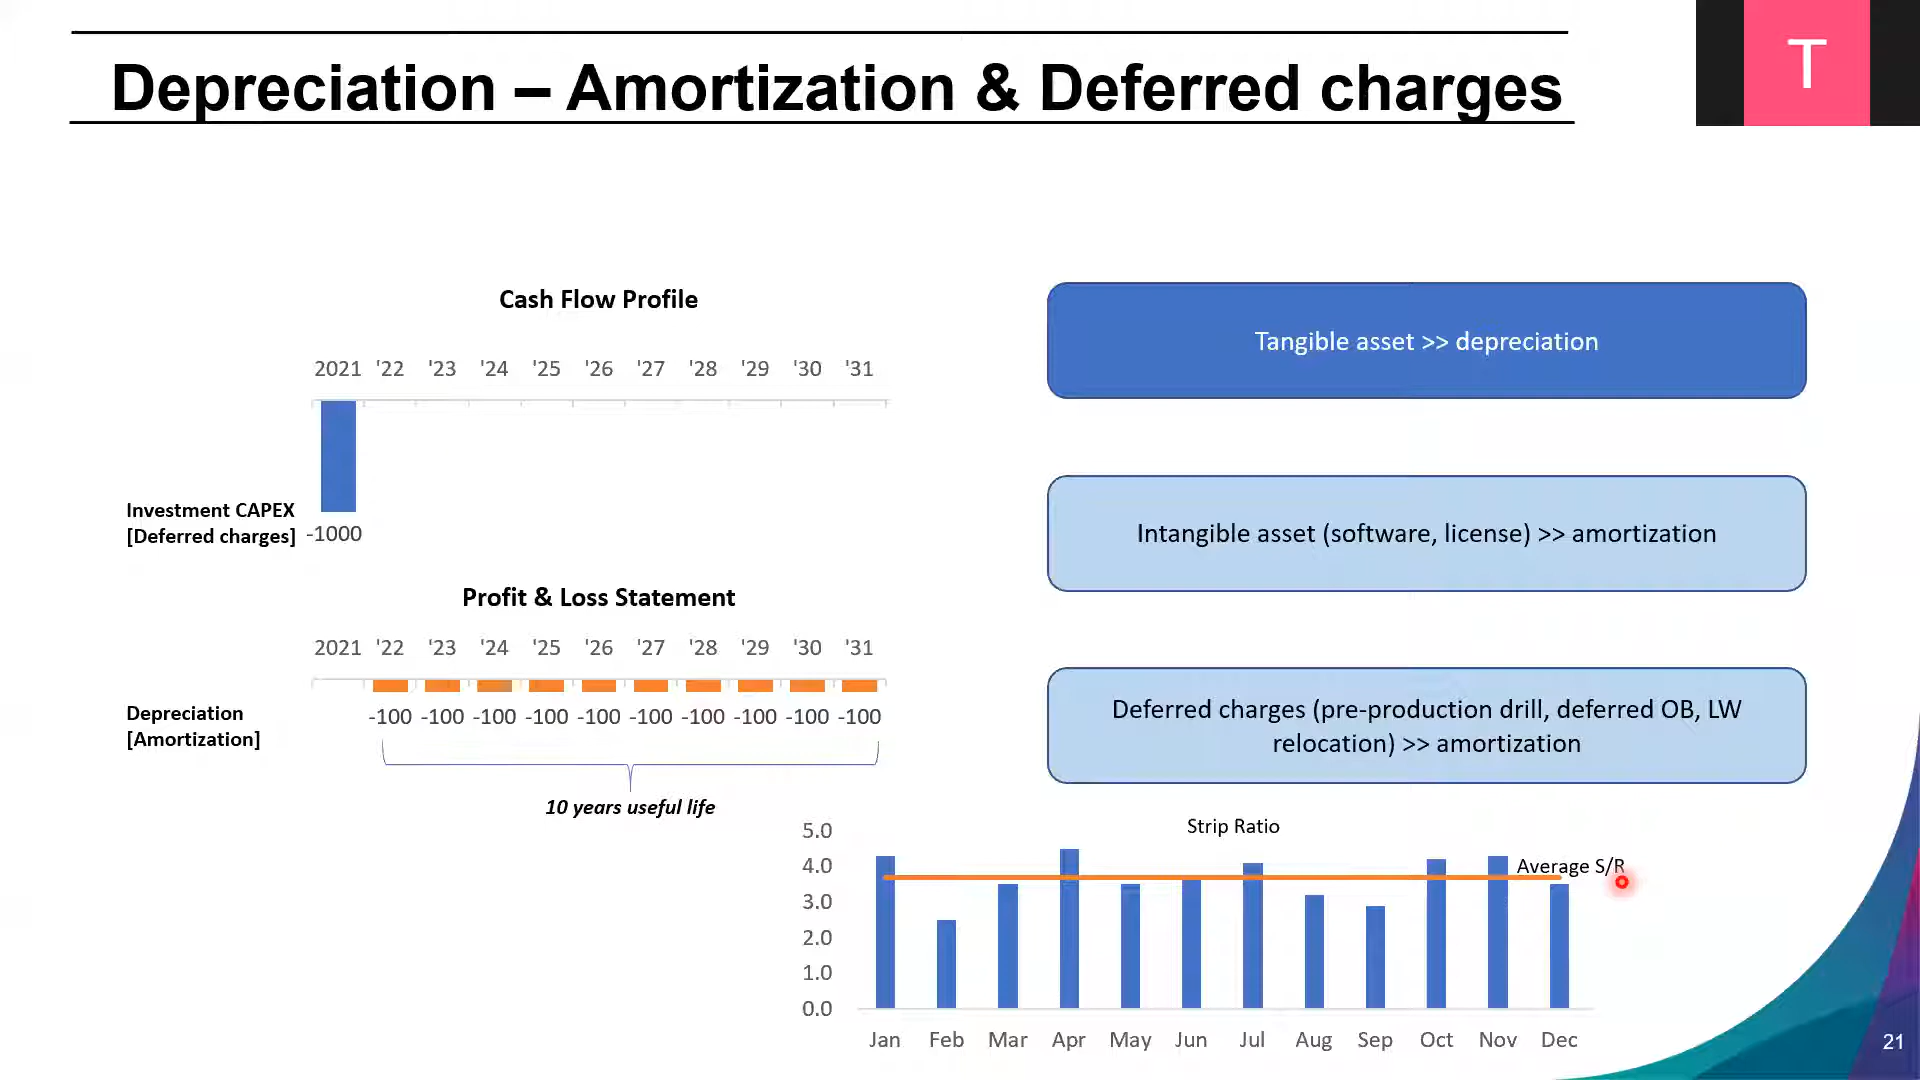 Depreciation – Amortization & Deferred charges
T
Cash Flow Profile
2021 '22 '23 '24 '25 '26 '27 '28 '29 '30 '31
Investment CAPEX
[Deferred charges] -1000
Profit & Loss Statement
2021 '22 '23 '24 '25 '26 '27 '28 '29 '30 '31
Depreciation
[Amortization]
-100 -100 -100 -100 -100 -100 -100 -100 -100 -100
10 years useful life
Tangible asset >> depreciation
Intangible asset (software, license) >> amortization
Deferred charges (pre-production drill, deferred OB, LW
relocation) >> amortization
Strip Ratio
Average S/R
5.0
4.0
3.0
2.0
1.0
0.0
Jan Feb Mar Apr May Jun Jul Aug Sep Oct Nov Dec
21